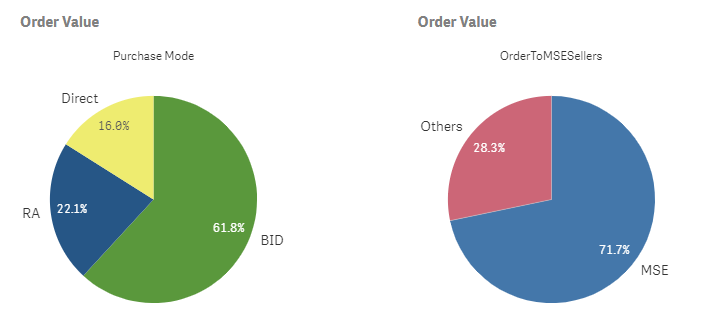 Order Value
Purchase Mode
Direct
16.0%
RA
22.1%
61.8%
BID
Order Value
OrderToMSESellers
Others
28.3%
71.7%
MSE